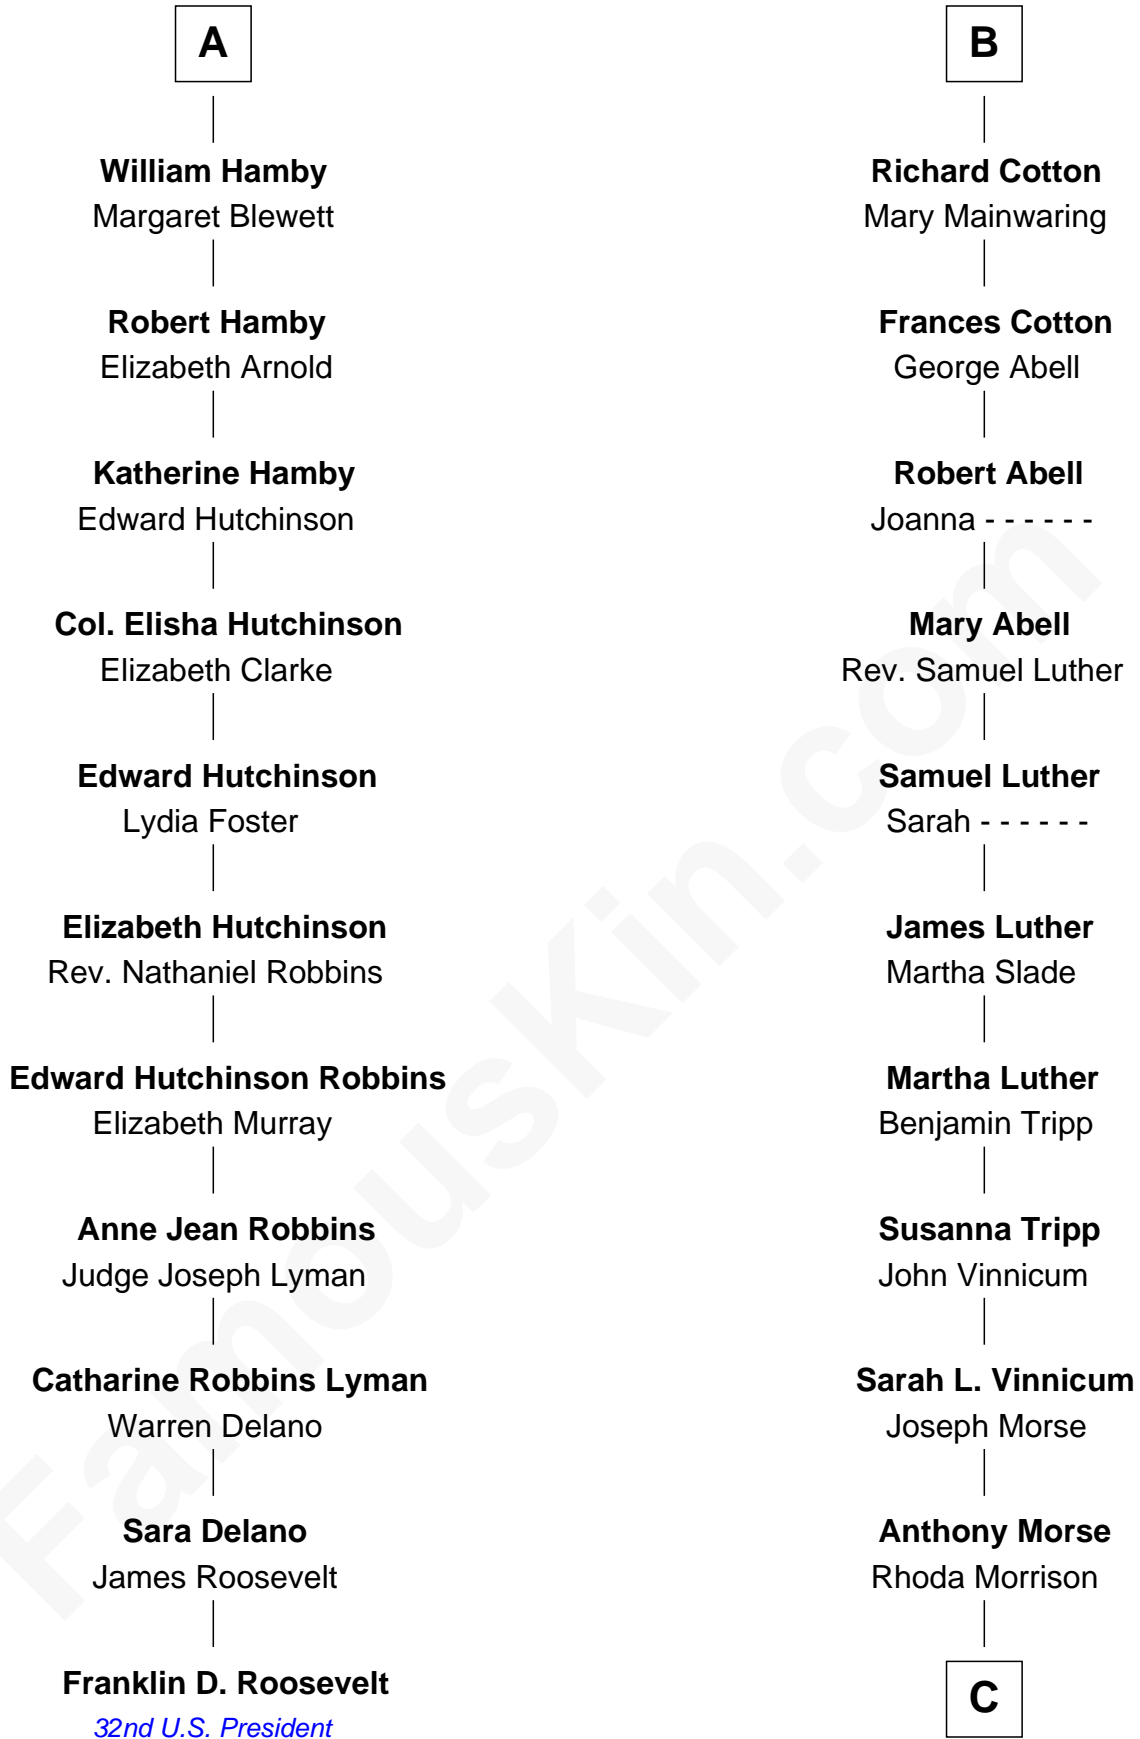 A
William Hamby
Margaret Blewett
Robert Hamby
Elizabeth Arnold
Katherine Hamby
Edward Hutchinson
Col. Elisha Hutchinson
Elizabeth Clarke
Edward Hutchinson
Lydia Foster
Elizabeth Hutchinson
Rev. Nathaniel Robbins
Edward Hutchinson Robbins
Elizabeth Murray
Anne Jean Robbins
Judge Joseph Lyman
Catharine Robbins Lyman
Warren Delano
Sara Delano
James Roosevelt
Franklin D. Roosevelt
32nd U.S. President
B
Richard Cotton
Mary Mainwaring
Frances Cotton
George Abell
Robert Abell
Joanna - - - - - -
Mary Abell
Rev. Samuel Luther
Samuel Luther
Sarah - - - - - -
James Luther
Martha Slade
Martha Luther
Benjamin Tripp
Susanna Tripp
John Vinnicum
Sarah L. Vinnicum
Joseph Morse
Anthony Morse
Rhoda Morrison
C
FamousKin.com